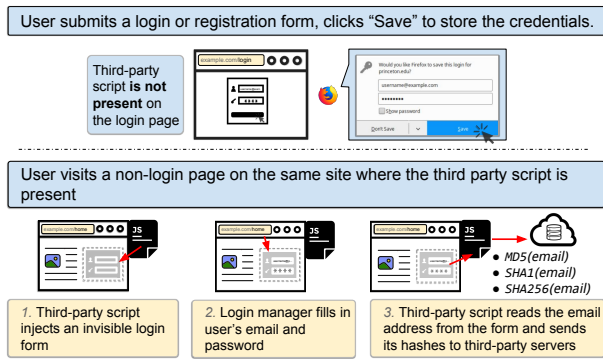 User submits a login or registration form, clicks “Save” to store the credentials.
Third-party
script is not
present on
the login page
example.com/login
Would you like Firefox to save this login for
princeton.edu?
username@example.com
••••••••
Show password
Don't Save
Save
User visits a non-login page on the same site where the third party script is
present
example.com/home
JS
example.com/home
JS
example.com/home
JS
MD5(email)
SHA1(email)
SHA256(email)
1. Third-party script
injects an invisible login
form
2. Login manager fills in
user's email and
password
3. Third-party script reads the email
address from the form and sends
its hashes to third-party servers